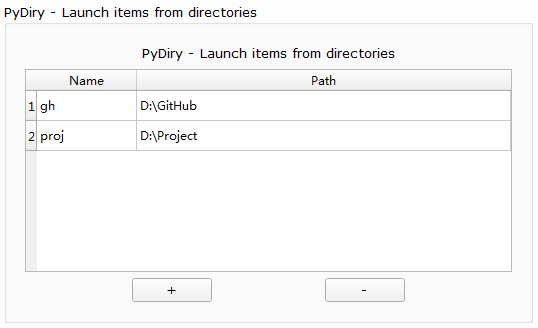 PyDiry - Launch items from directories
PyDiry - Launch items from directories
Name Path
1 gh D:\GitHub
2 proj D:\Project
+ -